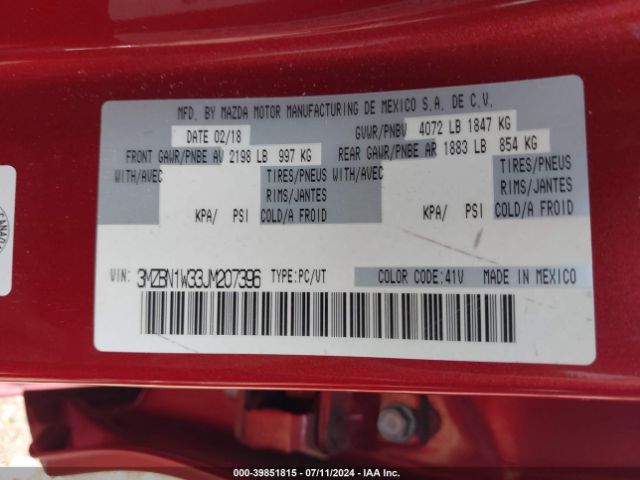 MFD. BY MAZDA MOTOR MANUFACTURING DE MEXICO S.A. DE C.V.
DATE 02/18 GVWR/PNBV 4072 LB 1847 KG
FRONT GAWR/PNBE AV 2198 LB 997 KG REAR GAWR/PNBE AR 1883 LB 854 KG
WITH/AVEC TIRES/PNEUS WITH/AVEC TIRES/PNEUS
RIMS/JANTES RIMS/JANTES
KPA/ PSI COLD/A FROID KPA/ PSI COLD/A FROID
VIN: 3MZBN1W33JM207396 TYPE:PC/VT COLOR CODE:41V MADE IN MEXICO
CANAD
000-39851815 - 07/11/2024 - IAA Inc.